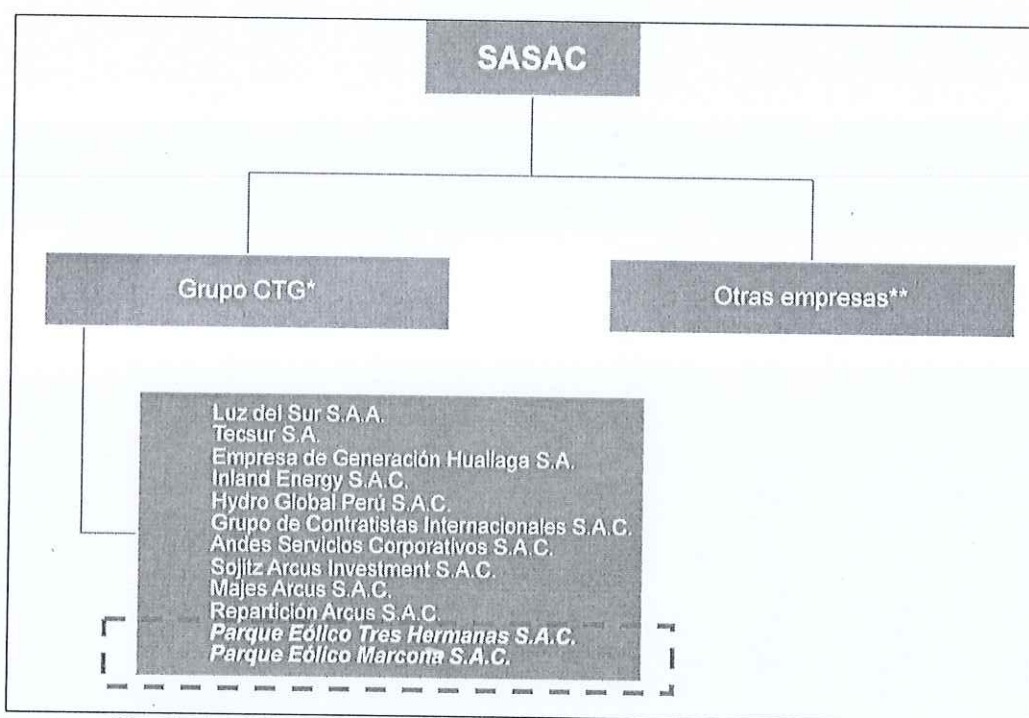 SASAC
Grupo CTG*
Otras empresas**
Luz del Sur S.A.A.
Tecsur S.A.
Empresa de Generación Huallaga S.A.
Inland Energy S.A.C.
Hydro Global Perú S.A.C.
Grupo de Contratistas Internacionales S.A.C.
Andes Servicios Corporativos S.A.C.
Sojitz Arcus Investment S.A.C.
Majes Arcus S.A.C.
Repartición Arcus S.A.C.
Parque Eólico Tres Hermanas S.A.C.
Parque Eólico Marcona S.A.C.